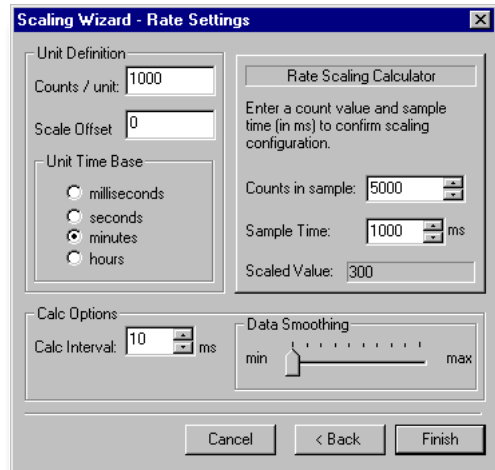 Scaling Wizard - Rate Settings
Unit Definition
Counts / unit: 1000
Scale Offset 0
Unit Time Base
milliseconds
seconds
minutes
hours
Rate Scaling Calculator
Enter a count value and sample
time (in ms) to confirm scaling
configuration.
Counts in sample: 5000
Sample Time: 1000 ms
Scaled Value: 300
Calc Options
Calc Interval: 10 ms
Data Smoothing
min max
Cancel < Back Finish